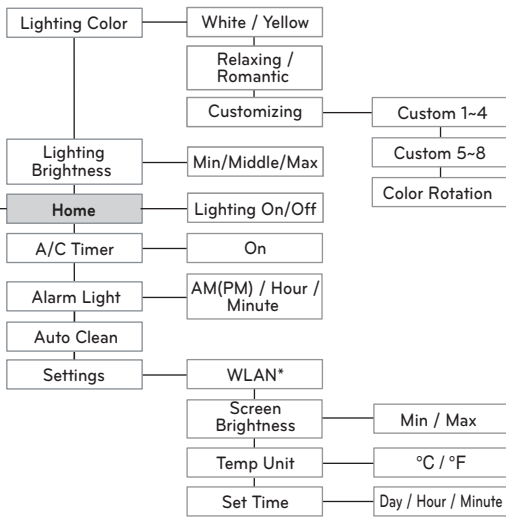 Lighting Color
White / Yellow
Relaxing /
Romantic
Customizing
Custom 1~4
Custom 5~8
Color Rotation
Lighting
Brightness
Min/Middle/Max
Home
Lighting On/Off
A/C Timer
On
Alarm Light
AM(PM) / Hour /
Minute
Auto Clean
Settings
WLAN*
Screen
Brightness
Min / Max
Temp Unit
°C / °F
Set Time
Day / Hour / Minute